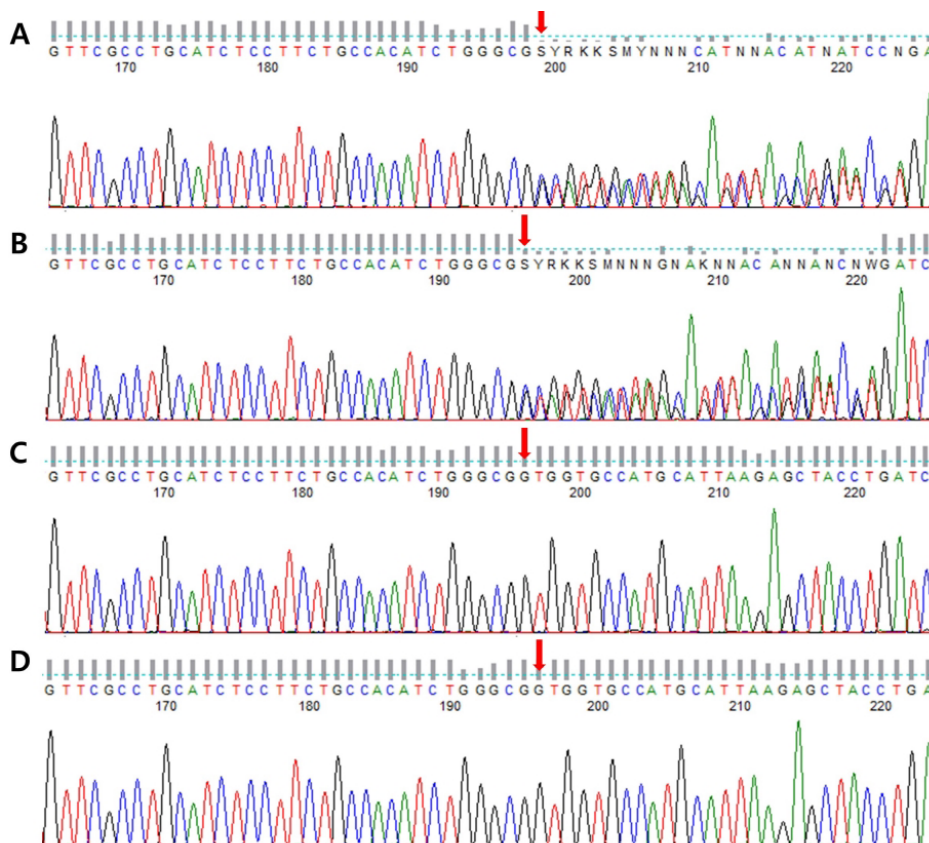 A
GTTCGCCTGCATCTCCTTCTGCCACATCTGGGCGSYRKKSMYNNNCATNNACATNATCCNGA
170 180 190 200 210 220
B
GTTCGCCTGCATCTCCTTCTGCCACATCTGGGCGSYRKKSMNNNGNAKNNACANNANCNWGATC
170 180 190 200 210 220
C
GTTCGCCTGCATCTCCTTCTGCCACATCTGGGCGGTGGTGCCATGCATTAAGAGCTACCTGATC
170 180 190 200 210 220
D
GTTCGCCTGCATCTCCTTCTGCCACATCTGGGCGGTGGTGCCATGCATTAAGAGCTACCTGA
170 180 190 200 210 220